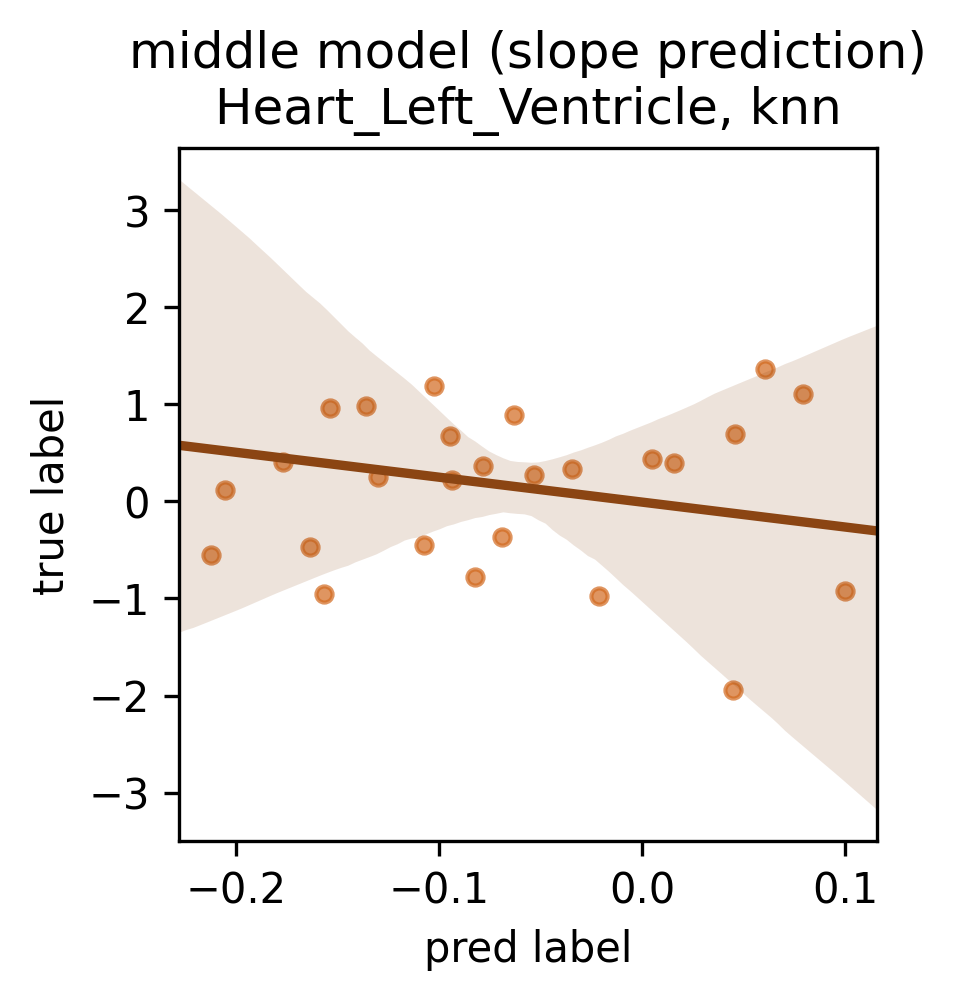 middle model (slope prediction)
Heart_Left_Ventricle, knn
3
2
1
0
−1
−2
−3
true label
−0.2
−0.1
0.0
0.1
pred label